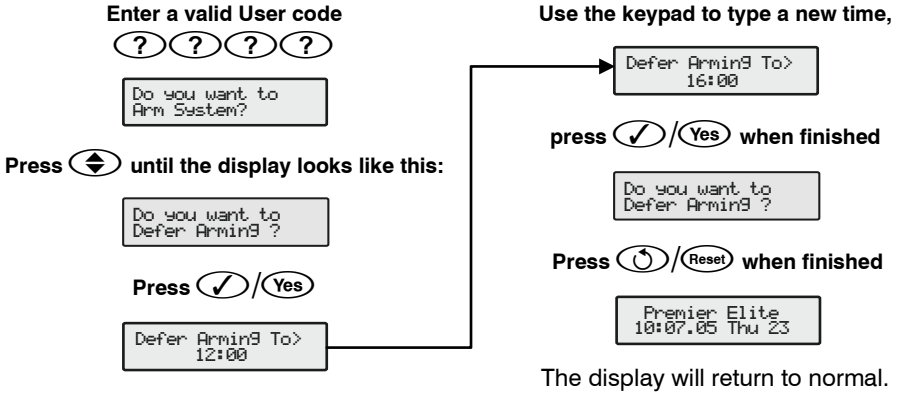 Enter a valid User code
? ? ? ?
Do you want to
Arm System?
Press until the display looks like this:
Do you want to
Defer Arming ?
Press ✓/Yes
Defer Arming To>
12:00
Use the keypad to type a new time,
Defer Arming To>
16:00
press ✓/Yes when finished
Do you want to
Defer Arming ?
Press /Reset when finished
Premier Elite
10:07.05 Thu 23
The display will return to normal.